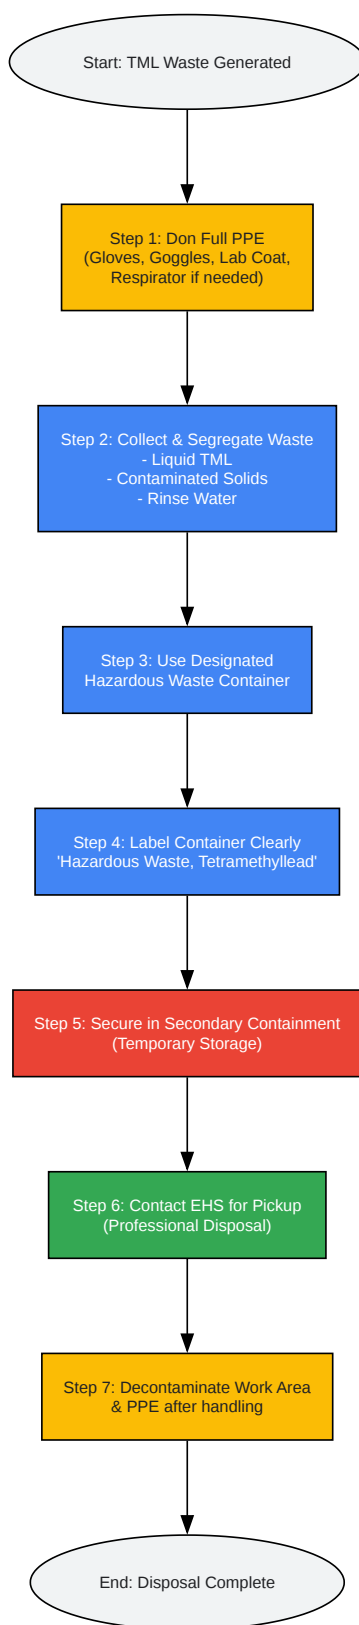 Start: TML Waste Generated
Step 1: Don Full PPE
(Gloves, Goggles, Lab Coat,
Respirator if needed)
Step 2: Collect & Segregate Waste
- Liquid TML
- Contaminated Solids
- Rinse Water
Step 3: Use Designated
Hazardous Waste Container
Step 4: Label Container Clearly
'Hazardous Waste, Tetramethyllead'
Step 5: Secure in Secondary Containment
(Temporary Storage)
Step 6: Contact EHS for Pickup
(Professional Disposal)
Step 7: Decontaminate Work Area
& PPE after handling
End: Disposal Complete